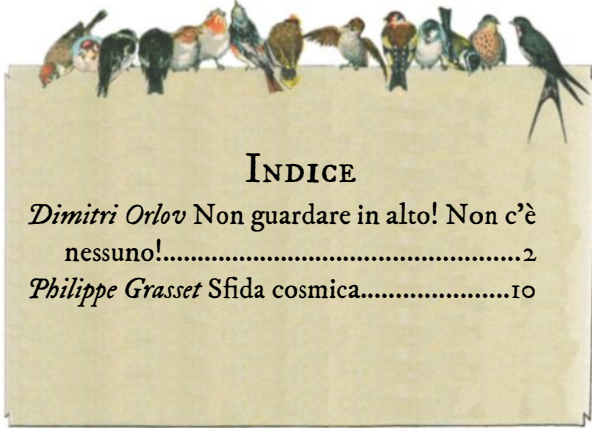 Indice
Dimitri Orlov Non guardare in alto! Non c'è
nessuno!.................................................2
Philippe Grasset Sfida cosmica.....................10